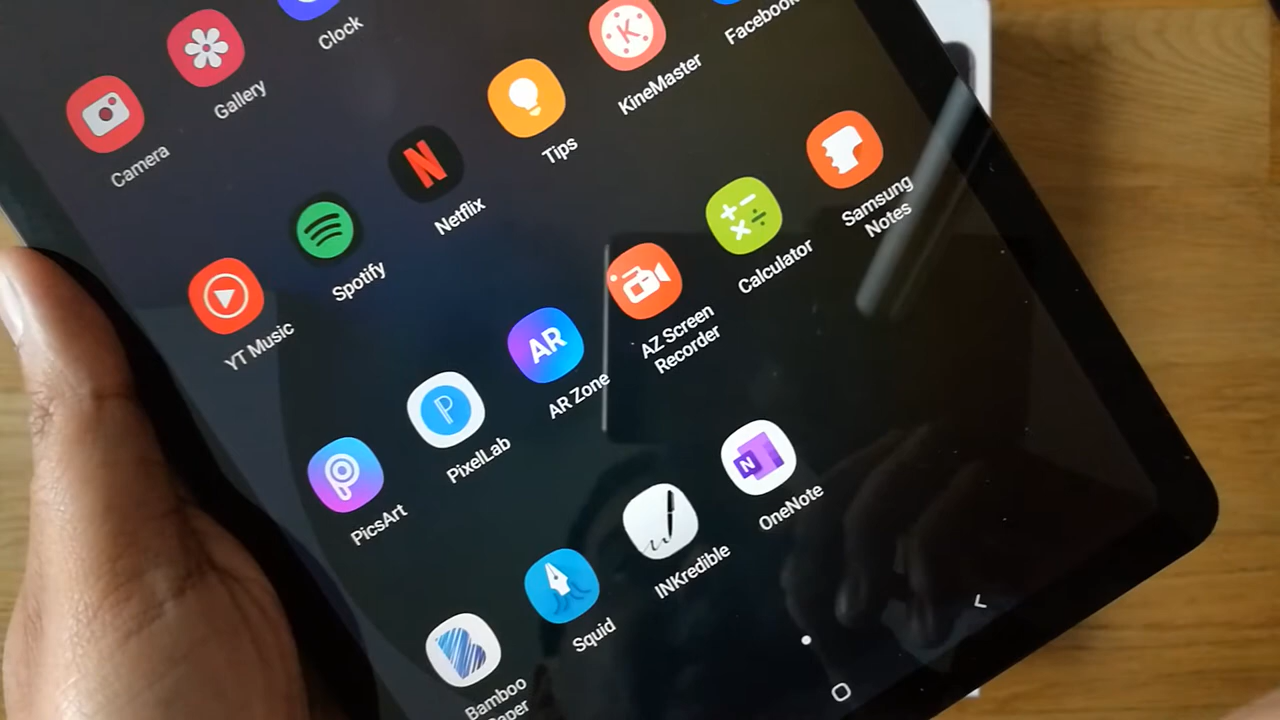 Camera
Gallery
Clock
YT Music
Spotify
Netflix
Tips
KineMaster
Facebook
PicsArt
PixelLab
AR
AR Zone
AZ Screen
Recorder
Calculator
Samsung
Notes
Bamboo
Squid
INKredible
N
OneNote